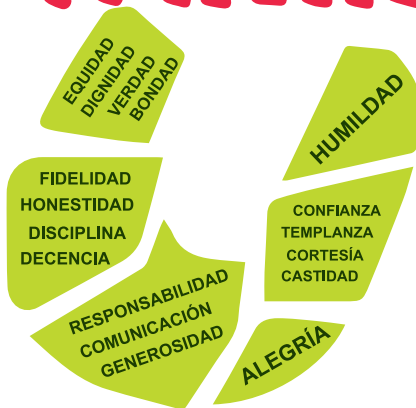 EQUIDAD
DIGNIDAD
VERDAD
BONDAD
HUMILDAD
FIDELIDAD
HONESTIDAD
DISCIPLINA
DECENCIA
CONFIANZA
TEMPLANZA
CORTESÍA
CASTIDAD
RESPONSABILIDAD
COMUNICACIÓN
GENEROSIDAD
ALEGRÍA